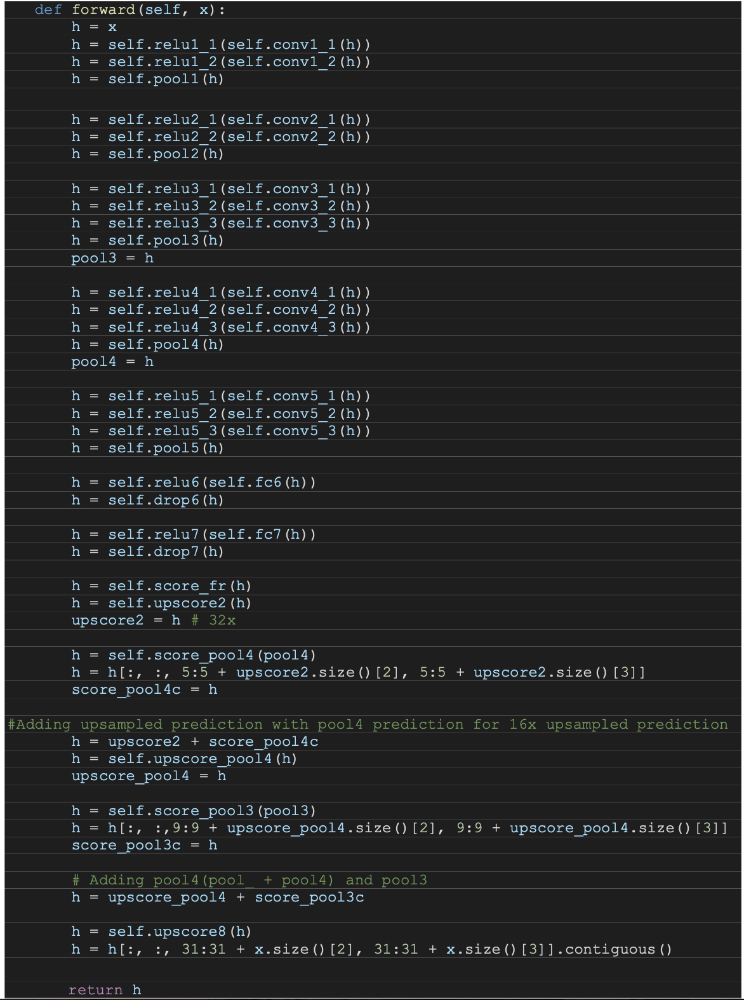 def forward(self, x):
h = x
h = self.relu1_1(self.conv1_1(h))
h = self.relu1_2(self.conv1_2(h))
h = self.pool1(h)
h = self.relu2_1(self.conv2_1(h))
h = self.relu2_2(self.conv2_2(h))
h = self.pool2(h)
h = self.relu3_1(self.conv3_1(h))
h = self.relu3_2(self.conv3_2(h))
h = self.relu3_3(self.conv3_3(h))
h = self.pool3(h)
pool3 = h
h = self.relu4_1(self.conv4_1(h))
h = self.relu4_2(self.conv4_2(h))
h = self.relu4_3(self.conv4_3(h))
h = self.pool4(h)
pool4 = h
h = self.relu5_1(self.conv5_1(h))
h = self.relu5_2(self.conv5_2(h))
h = self.relu5_3(self.conv5_3(h))
h = self.pool5(h)
h = self.relu6(self.fc6(h))
h = self.drop6(h)
h = self.relu7(self.fc7(h))
h = self.drop7(h)
h = self.score_fr(h)
h = self.upscore2(h)
upscore2 = h # 32x
h = self.score_pool4(pool4)
h = h[:, :, 5:5 + upscore2.size()[2], 5:5 + upscore2.size()[3]]
score_pool4c = h
#Adding upsampled prediction with pool4 prediction for 16x upsampled prediction
h = upscore2 + score_pool4c
h = self.upscore_pool4(h)
upscore_pool4 = h
h = self.score_pool3(pool3)
h = h[:, :,9:9 + upscore_pool4.size()[2], 9:9 + upscore_pool4.size()[3]]
score_pool3c = h
# Adding pool4(pool_ + pool4) and pool3
h = upscore_pool4 + score_pool3c
h = self.upscore8(h)
h = h[:, :, 31:31 + x.size()[2], 31:31 + x.size()[3]].contiguous()
return h